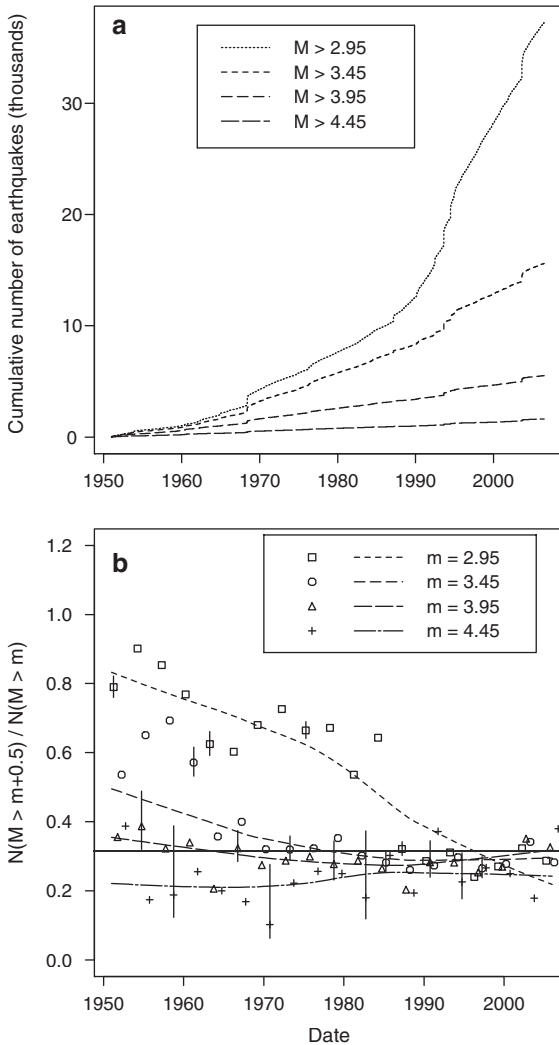 a
M > 2.95
M > 3.45
M > 3.95
M > 4.45
Cumulative number of earthquakes (thousands)
30
20
10
0
1950 1960 1970 1980 1990 2000
b
m = 2.95
m = 3.45
m = 3.95
m = 4.45
N(M > m+0.5) / N(M > m)
1.2
1.0
0.8
0.6
0.4
0.2
0.0
1950 1960 1970 1980 1990 2000
Date